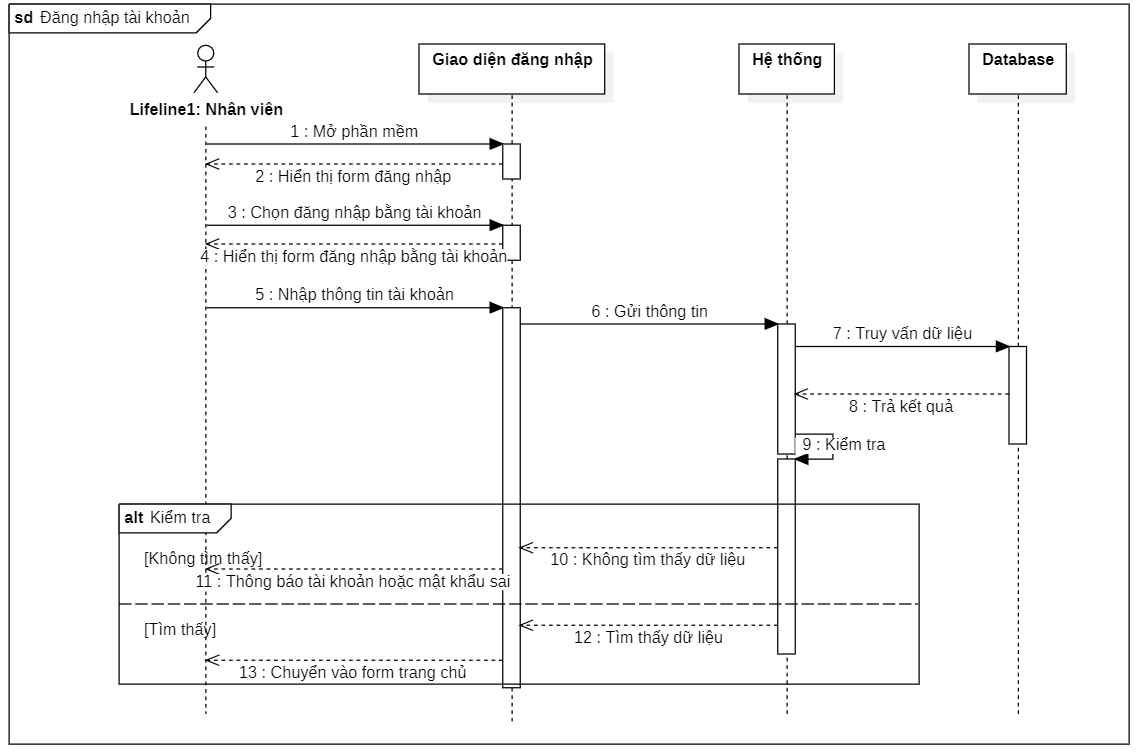 sd Đăng nhập tài khoản
Giao diện đăng nhập
Hệ thống
Database
Lifeline1: Nhân viên
1 : Mở phần mềm
2 : Hiển thị form đăng nhập
3 : Chọn đăng nhập bằng tài khoản
4 : Hiển thị form đăng nhập bằng tài khoản
5 : Nhập thông tin tài khoản
6 : Gửi thông tin
7 : Truy vấn dữ liệu
8 : Trả kết quả
9 : Kiểm tra
alt Kiểm tra
[Không tìm thấy]
10 : Không tìm thấy dữ liệu
11 : Thông báo tài khoản hoặc mật khẩu sai
[Tìm thấy]
12 : Tìm thấy dữ liệu
13 : Chuyển vào form trang chủ